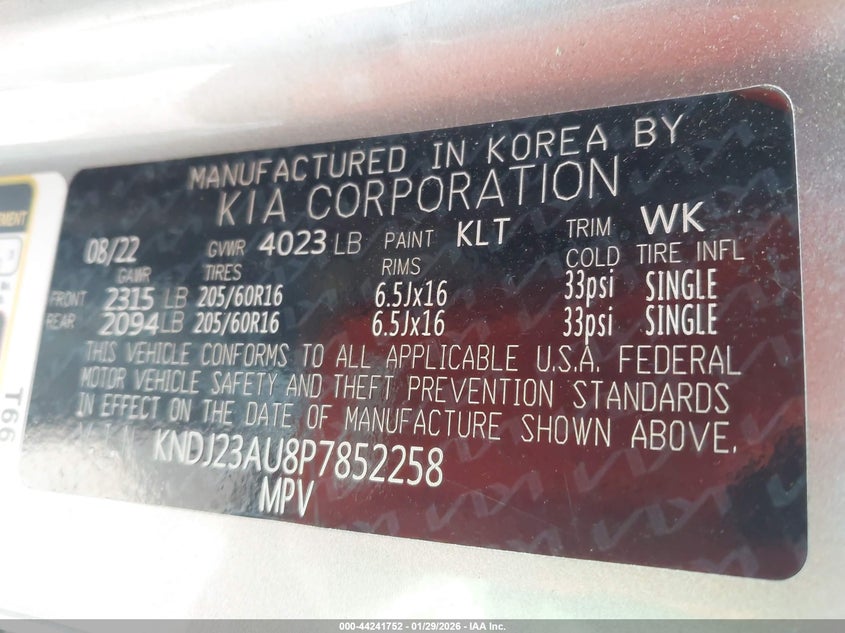 MANUFACTURED IN KOREA BY
KIA CORPORATION
08/22 GVWR 4023 LB PAINT KLT TRIM WK
GAWR TIRES RIMS COLD TIRE INFL
FRONT 2315 LB 205/60R16 6.5Jx16 33psi SINGLE
REAR 2094 LB 205/60R16 6.5Jx16 33psi SINGLE
THIS VEHICLE CONFORMS TO ALL APPLICABLE U.S.A. FEDERAL
MOTOR VEHICLE SAFETY AND THEFT PREVENTION STANDARDS
IN EFFECT ON THE DATE OF MANUFACTURE SHOWN ABOVE.
V.I.N KNDJ23AU8P7852258
MPV
T66
000-44241752 - 01/29/2026 - IAA Inc.